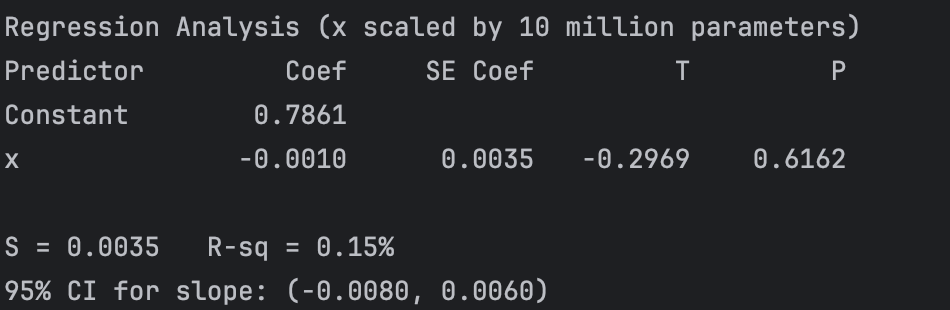 Regression Analysis (x scaled by 10 million parameters)
Predictor Coef SE Coef T P
Constant 0.7861
x -0.0010 0.0035 -0.2969 0.6162
S = 0.0035 R-sq = 0.15%
95% CI for slope: (-0.0080, 0.0060)